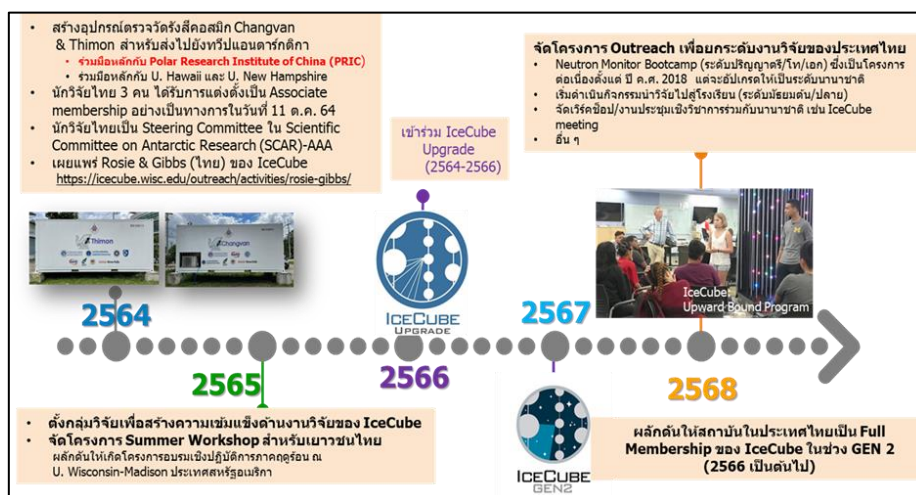 • สร้างอุปกรณ์ตรวจวัดรังสีคอสมิก Changvan
& Thimon สำหรับส่งไปยังทวีปแอนตาร์กติกา
• ร่วมมือหลักกับ Polar Research Institute of China (PRIC)
• ร่วมมือหลักกับ U. Hawaii และ U. New Hampshire
• นักวิจัยไทย 3 คน ได้รับการแต่งตั้งเป็น Associate
membership อย่างเป็นทางการในวันที่ 11 ต.ค. 64
• นักวิจัยไทยเป็น Steering Committee ใน Scientific
Committee on Antarctic Research (SCAR)-AAA
• เผยแพร่ Rosie & Gibbs (ไทย) ของ IceCube
https://icecube.wisc.edu/outreach/activities/rosie-gibbs/
เข้าร่วม IceCube
Upgrade
(2564-2566)
จัดโครงการ Outreach เพื่อยกระดับงานวิจัยของประเทศไทย
• Neutron Monitor Bootcamp (ระดับปริญญาตรี/โท/เอก) ซึ่งเป็นโครงการ
ต่อเนื่องตั้งแต่ ปี ค.ศ. 2018 แต่จะอัปเกรดให้เป็นระดับนานาชาติ
• เริ่มดำเนินกิจกรรมนำวิจัยไปสู่โรงเรียน (ระดับมัธยมต้น/ปลาย)
• จัดเวิร์คช็อป/งานประชุมเชิงวิชาการร่วมกับนานาชาติ เช่น IceCube
meeting
• อื่น ๆ
Thimon
Changvan
ICECUBE
UPGRADE
IceCube:
Upward Bound Program
2564
2565
2566
2567
2568
• ตั้งกลุ่มวิจัยเพื่อสร้างความเข้มแข็งด้านงานวิจัยของ IceCube
• จัดโครงการ Summer Workshop สำหรับเยาวชนไทย
ผลักดันให้เกิดโครงการอบรมเชิงปฏิบัติการภาคฤดูร้อน ณ
U. Wisconsin-Madison ประเทศสหรัฐอเมริกา
ICECUBE
GEN2
ผลักดันให้สถาบันในประเทศไทยเป็น Full
Membership ของ IceCube ในช่วง GEN 2
(2566 เป็นต้นไป)